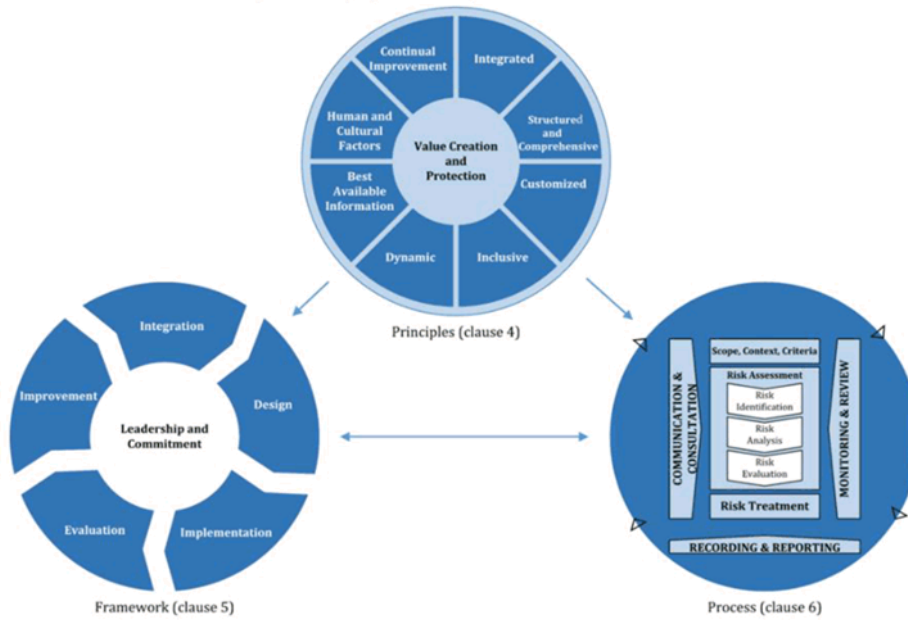 Continual
Improvement
Integrated
Human and
Cultural
Factors
Structured
and
Comprehensive
Value Creation
and
Protection
Best
Available
Information
Customized
Dynamic
Inclusive
Principles (clause 4)
Integration
Improvement
Design
Leadership and
Commitment
Evaluation
Implementation
Framework (clause 5)
Scope, Context, Criteria
Risk Assessment
Risk
Identification
Risk
Analysis
Risk
Evaluation
Risk Treatment
COMMUNICATION &
CONSULTATION
MONITORING & REVIEW
RECORDING & REPORTING
Process (clause 6)